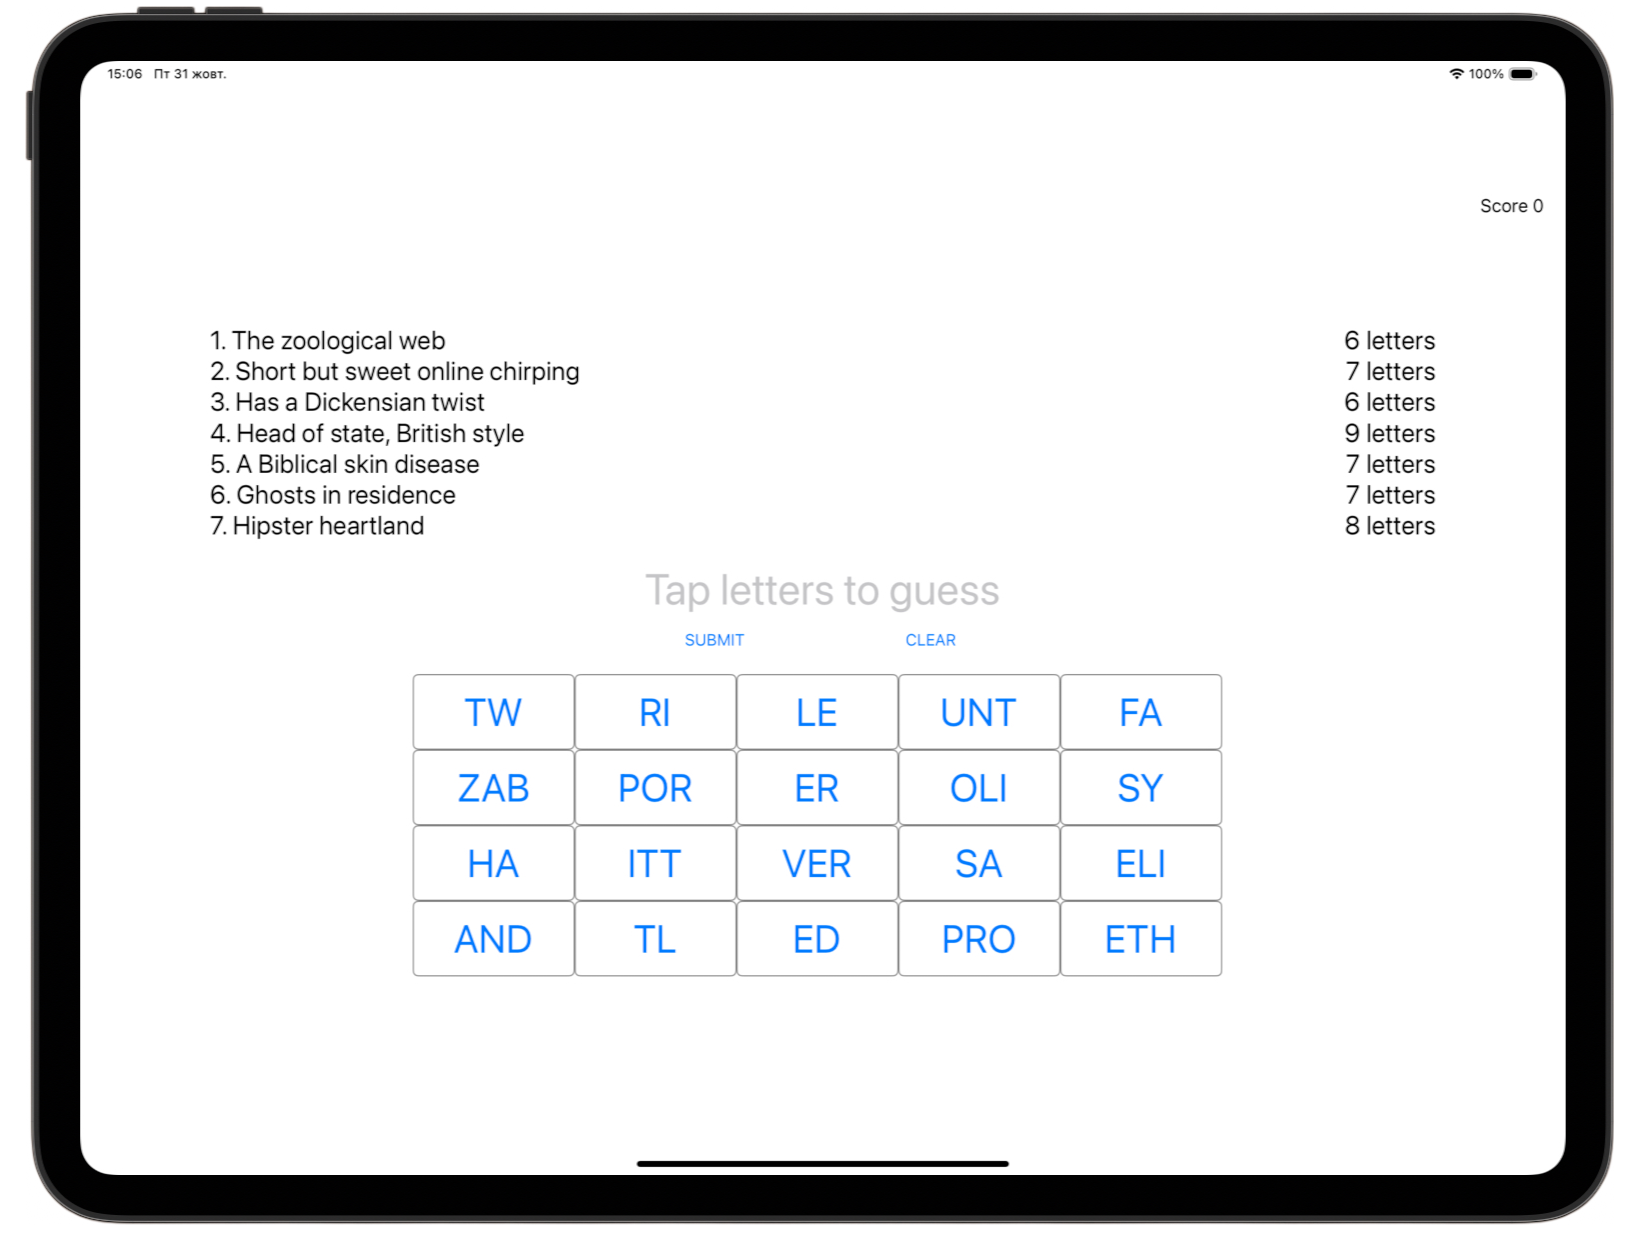 15:06 Пт 31 жовт. 100%
Score 0
1. The zoological web 6 letters
2. Short but sweet online chirping 7 letters
3. Has a Dickensian twist 6 letters
4. Head of state, British style 9 letters
5. A Biblical skin disease 7 letters
6. Ghosts in residence 7 letters
7. Hipster heartland 8 letters
Tap letters to guess
SUBMIT CLEAR
TW RI LE UNT FA
ZAB POR ER OLI SY
HA ITT VER SA ELI
AND TL ED PRO ETH